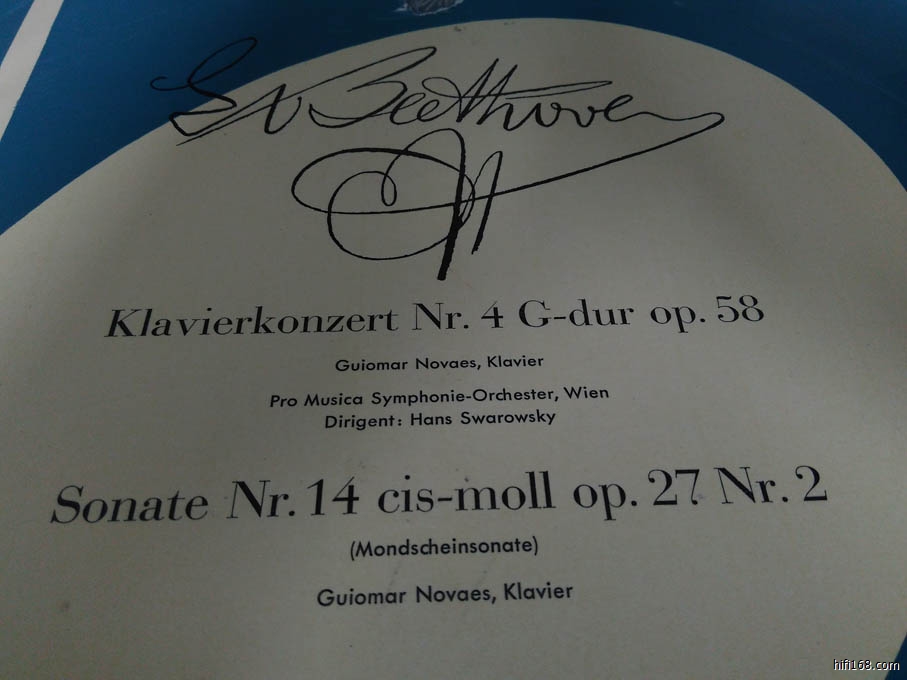 L v Beethoven
Klavierkonzert Nr. 4 G-dur op. 58
Guiomar Novaes, Klavier
Pro Musica Symphonie-Orchester, Wien
Dirigent: Hans Swarowsky
Sonate Nr. 14 cis-moll op. 27 Nr. 2
(Mondscheinsonate)
Guiomar Novaes, Klavier
hifi168.com